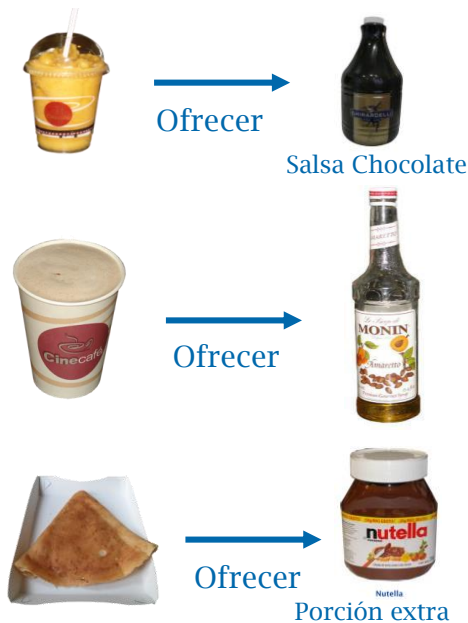 Ofrecer
Salsa Chocolate
Cinecafé
Ofrecer
MONIN
Amaretto
Ofrecer
nutella
Nutella
Porción extra